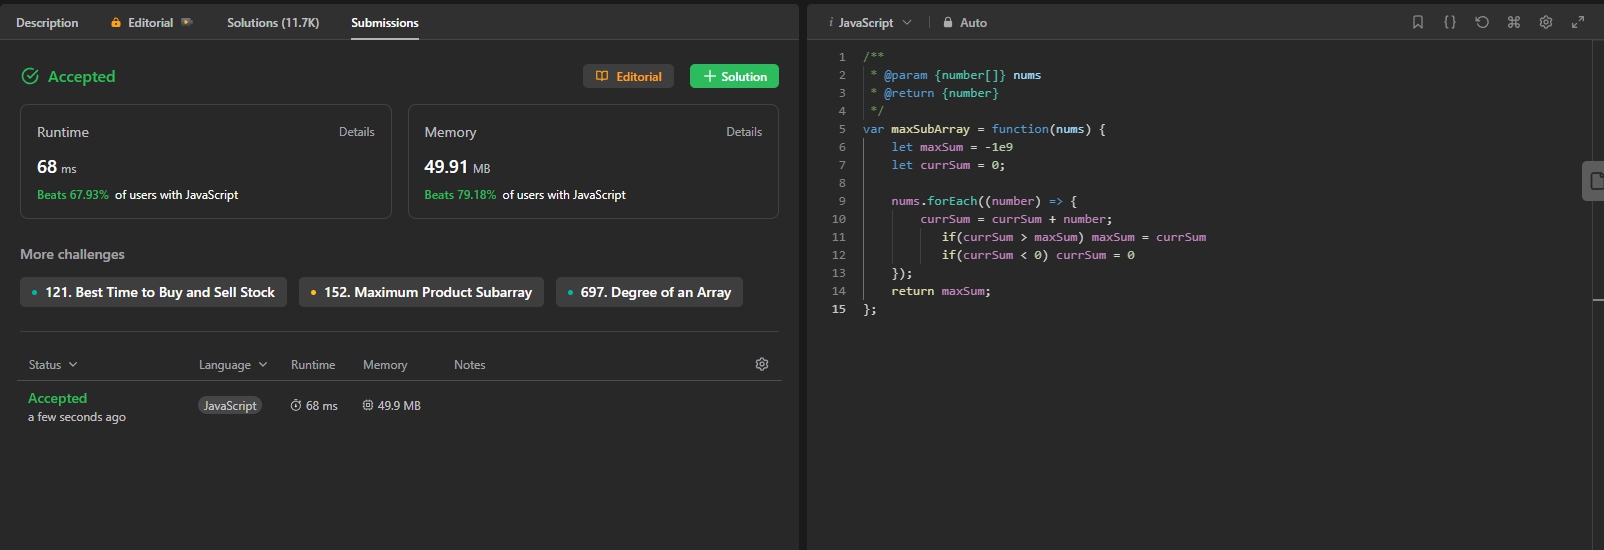 Description Editorial Solutions (11.7K) Submissions
Accepted
Editorial + Solution
Runtime Details
68 ms
Beats 67.93% of users with JavaScript
Memory Details
49.91 MB
Beats 79.18% of users with JavaScript
More challenges
121. Best Time to Buy and Sell Stock 152. Maximum Product Subarray 697. Degree of an Array
Status Language Runtime Memory Notes
Accepted
a few seconds ago
JavaScript 68 ms 49.9 MB
i JavaScript Auto
1 /**
2 * @param {number[]} nums
3 * @return {number}
4 */
5 var maxSubArray = function(nums) {
6 let maxSum = -1e9
7 let currSum = 0;
8
9 nums.forEach((number) => {
10 currSum = currSum + number;
11 if(currSum > maxSum) maxSum = currSum
12 if(currSum < 0) currSum = 0
13 });
14 return maxSum;
15 };